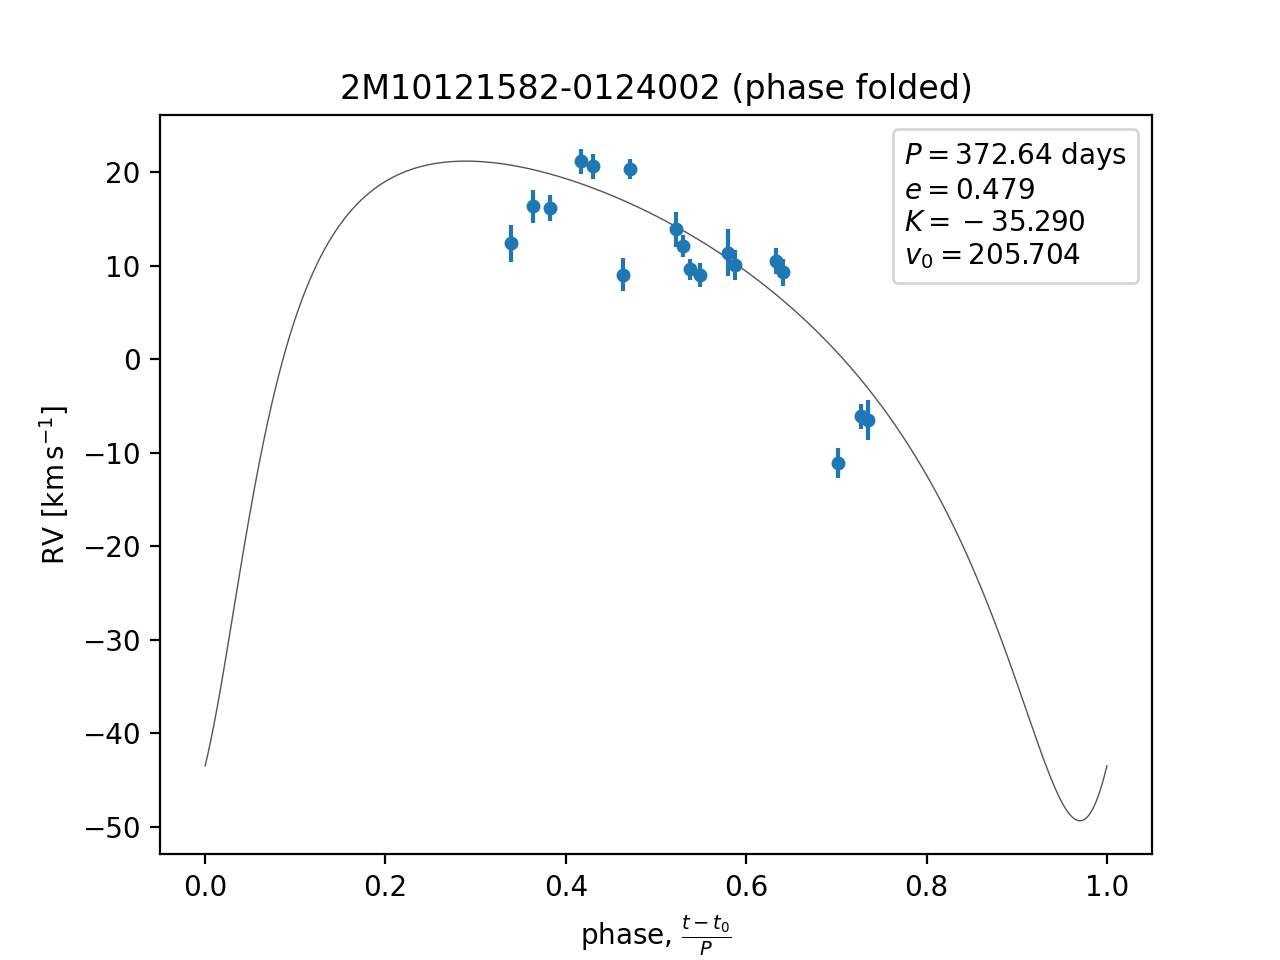 2M10121582-0124002 (phase folded)
P = 372.64 days
e = 0.479
K = −35.290
v₀ = 205.704
20
10
0
−10
−20
−30
−40
−50
RV [km s⁻¹]
0.0 0.2 0.4 0.6 0.8 1.0
phase, (t − t₀)/P